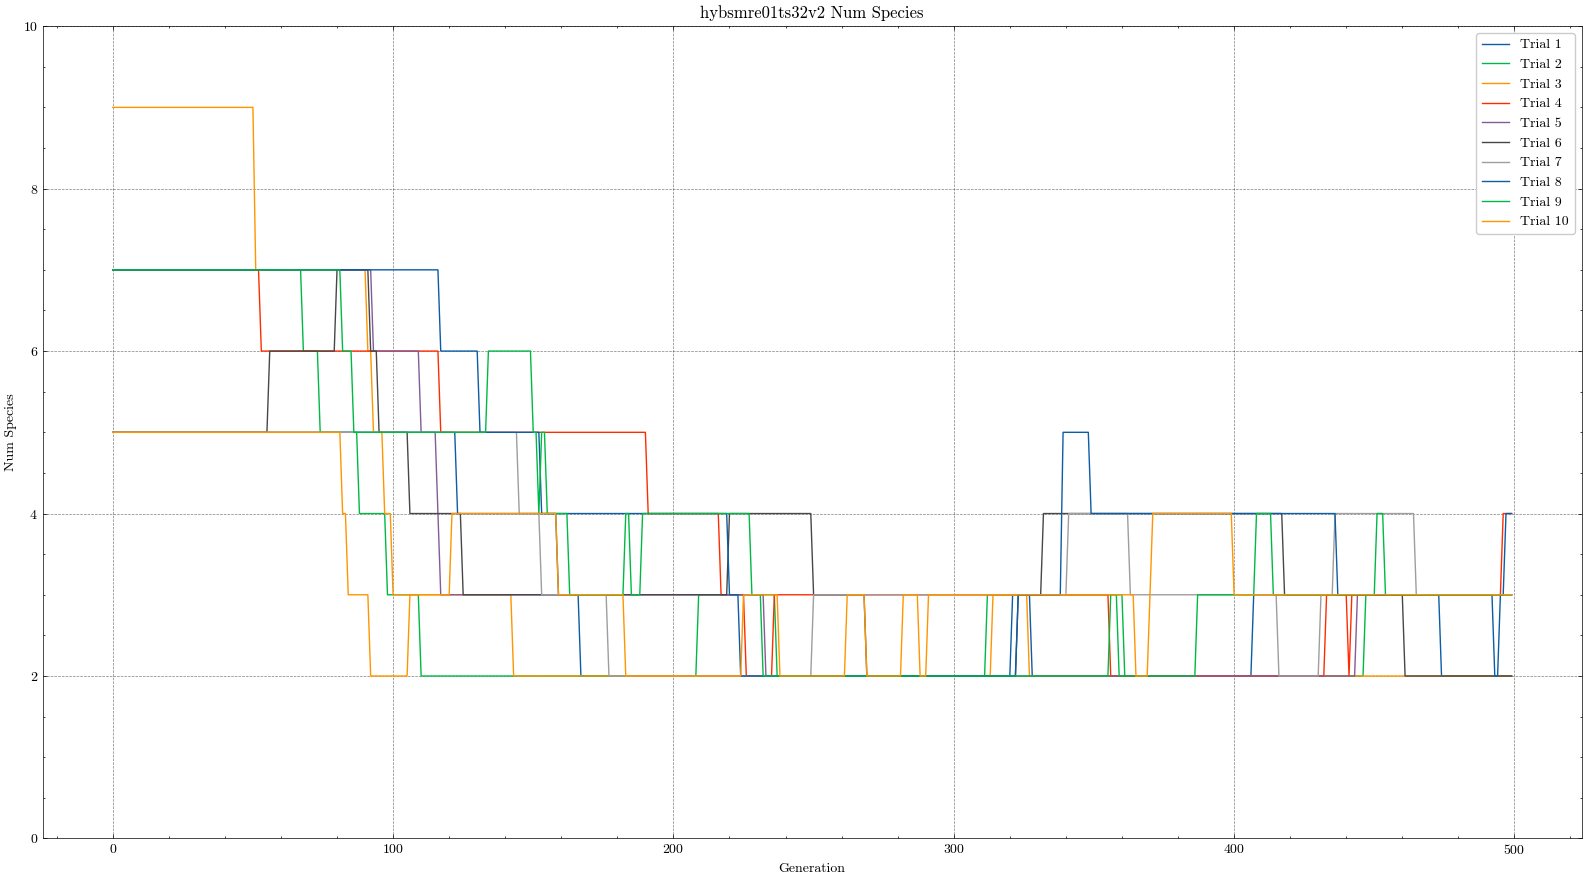 hybsmre01ts32v2 Num Species
10
8
6
4
2
0
Num Species
0
100
200
300
400
500
Generation
Trial 1
Trial 2
Trial 3
Trial 4
Trial 5
Trial 6
Trial 7
Trial 8
Trial 9
Trial 10